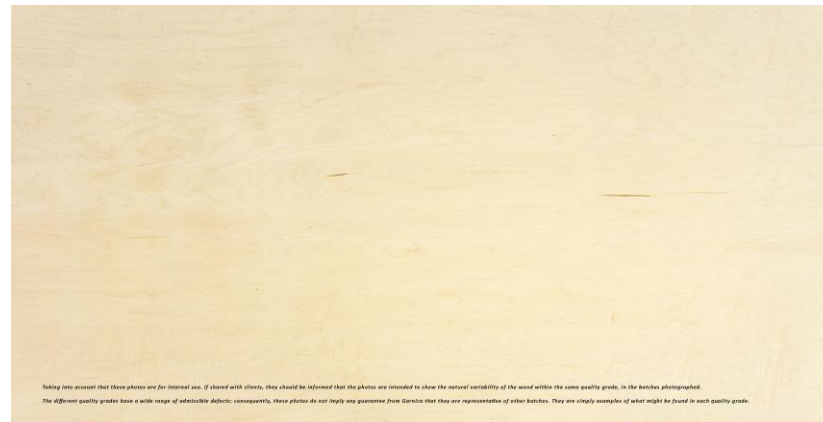 Taking into account that these photos are for internal use. If shared with clients, they should be informed that the photos are intended to show the natural variability of the wood within the same quality grade, in the batches photographed.
The different quality grades have a wide range of admissible defects; consequently, these photos do not imply any guarantee from Garnica that they are representative of other batches. They are simply examples of what might be found in each quality grade.